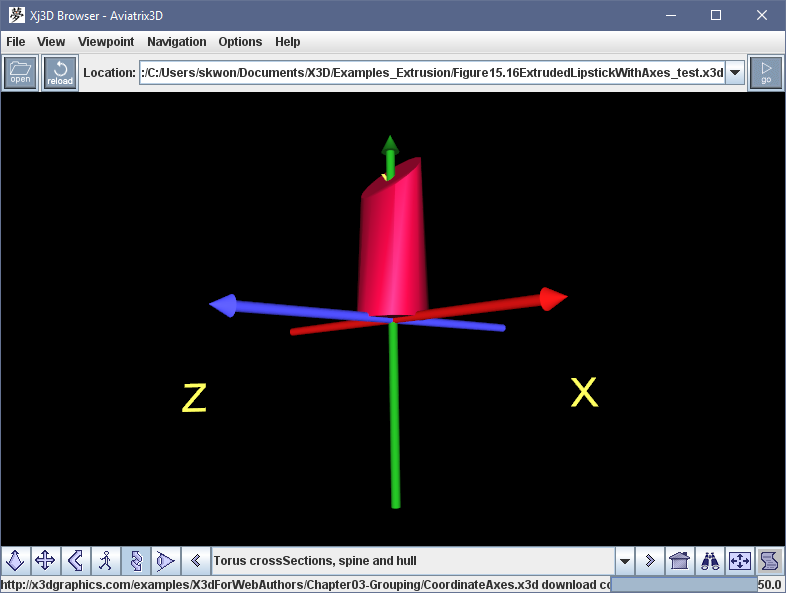 夢 Xj3D Browser - Aviatrix3D
File View Viewpoint Navigation Options Help
open reload Location: :/C:/Users/skwon/Documents/X3D/Examples_Extrusion/Figure15.16ExtrudedLipstickWithAxes_test.x3d go
Z X
Torus crossSections, spine and hull
http://x3dgraphics.com/examples/X3dForWebAuthors/Chapter03-Grouping/CoordinateAxes.x3d download co 50.0